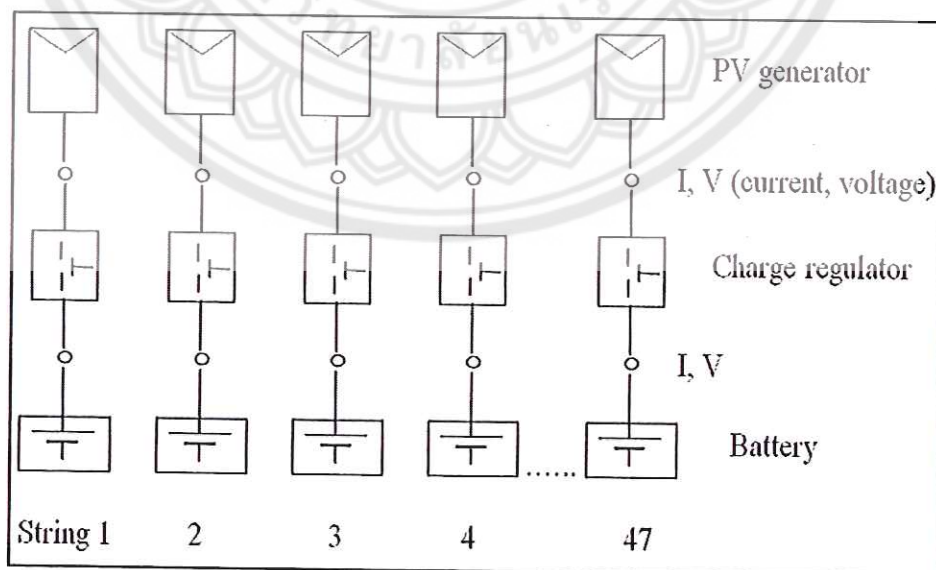 PV generator
I, V (current, voltage)
Charge regulator
I, V
Battery
......
String 1 2 3 4 47